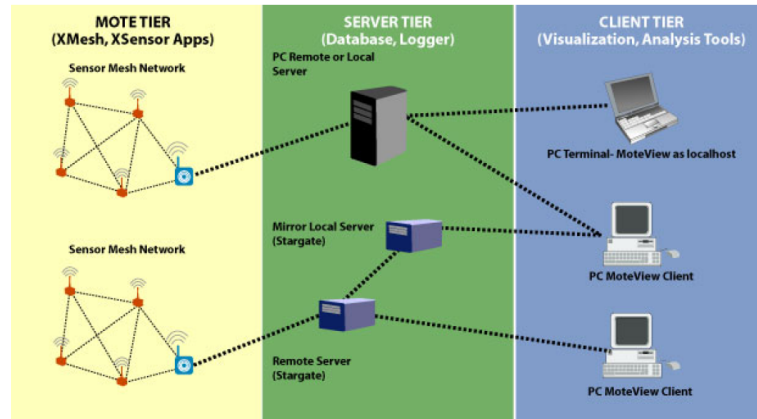 MOTE TIER
(XMesh, XSensor Apps)
Sensor Mesh Network
Sensor Mesh Network
SERVER TIER
(Database, Logger)
PC Remote or Local
Server
Mirror Local Server
(Stargate)
Remote Server
(Stargate)
CLIENT TIER
(Visualization, Analysis Tools)
PC Terminal- MoteView as localhost
PC MoteView Client
PC MoteView Client